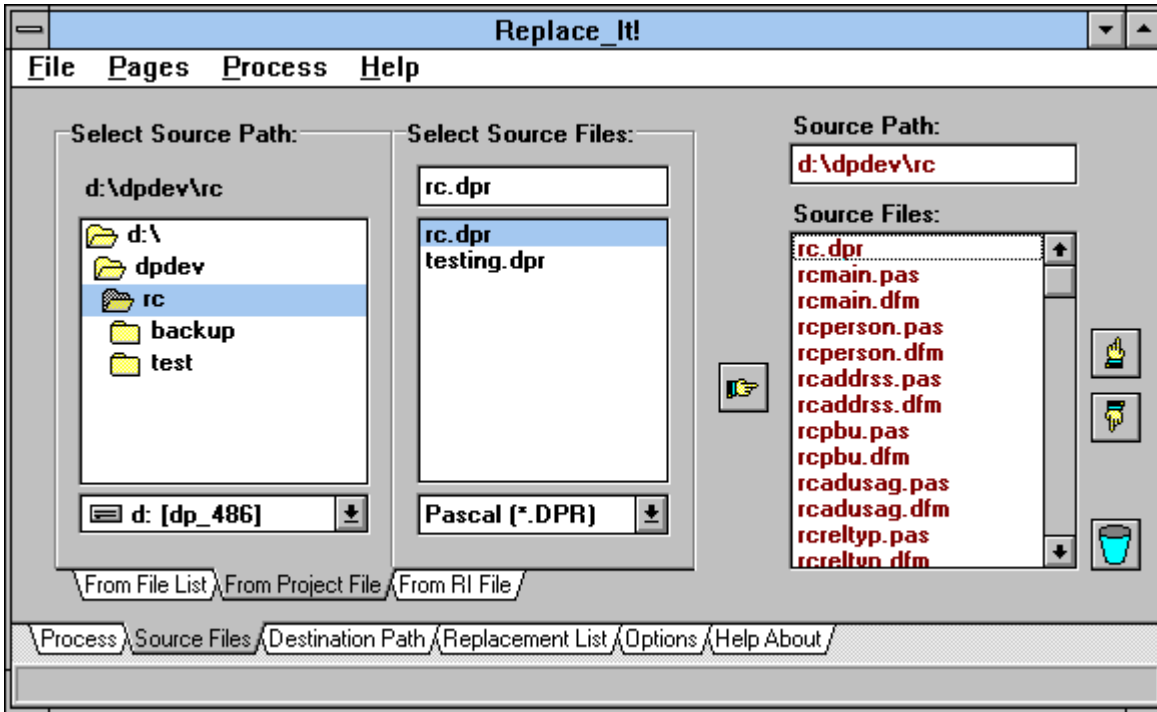 Replace_It!
File Pages Process Help
Select Source Path:
d:\dpdev\rc
d:\
dpdev
rc
backup
test
d: [dp_486]
Select Source Files:
rc.dpr
rc.dpr
testing.dpr
Pascal (*.DPR)
Source Path:
d:\dpdev\rc
Source Files:
rc.dpr
rcmain.pas
rcmain.dfm
rcperson.pas
rcperson.dfm
rcaddrss.pas
rcaddrss.dfm
rcpbu.pas
rcpbu.dfm
rcadusag.pas
rcadusag.dfm
rcreltyp.pas
rcreltyp.dfm
From File List From Project File From RI File
Process Source Files Destination Path Replacement List Options Help About